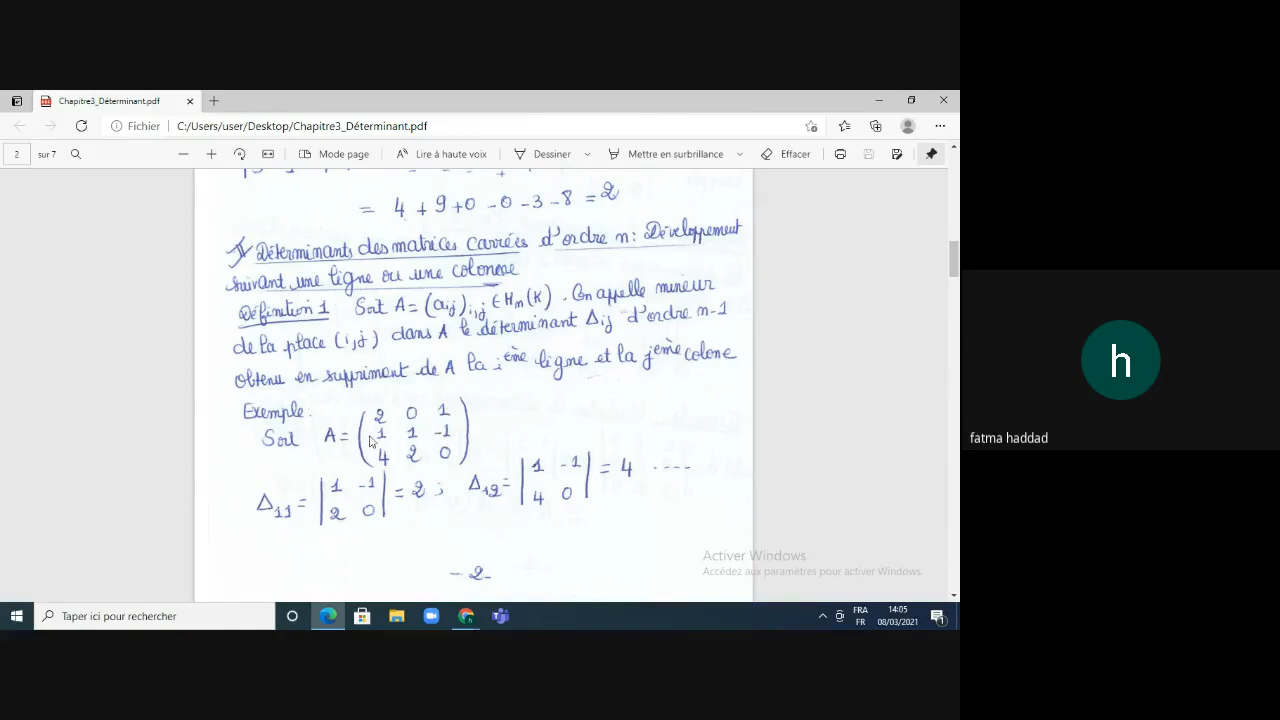 Chapitre3_Déterminant.pdf
Fichier C:/Users/user/Desktop/Chapitre3_Déterminant.pdf
2 sur 7 Mode page Lire à haute voix Dessiner Mettre en surbrillance Effacer
= 4 + 9 + 0 - 0 - 3 - 8 = 2
II Déterminants des matrices carrées d'ordre n : Développement
suivant une ligne ou une colonne
Définition 1 Soit A = (aij)i,j ∈ Mn(K). On appelle mineur
de la place (i,j) dans A le déterminant Δij d'ordre n-1
obtenu en supprimant de A la ième ligne et la jème colone
Exemple:
Soit A = ( 2 0 1
1 1 -1
4 2 0 )
Δ11 = | 1 -1
2 0 | = 2 ; Δ12 = | 1 -1
4 0 | = 4 ....
- 2 -
Activer Windows
Accédez aux paramètres pour activer Windows.
Taper ici pour rechercher
FRA
FR
14:05
08/03/2021
1
h
fatma haddad